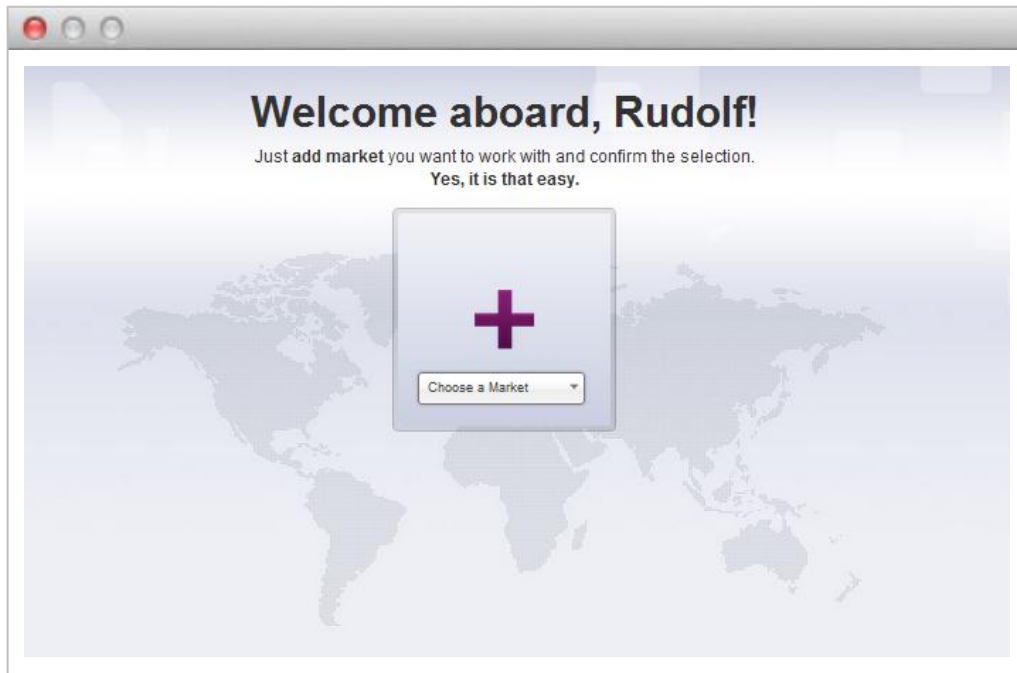 Welcome aboard, Rudolf!
Just add market you want to work with and confirm the selection.
Yes, it is that easy.
Choose a Market